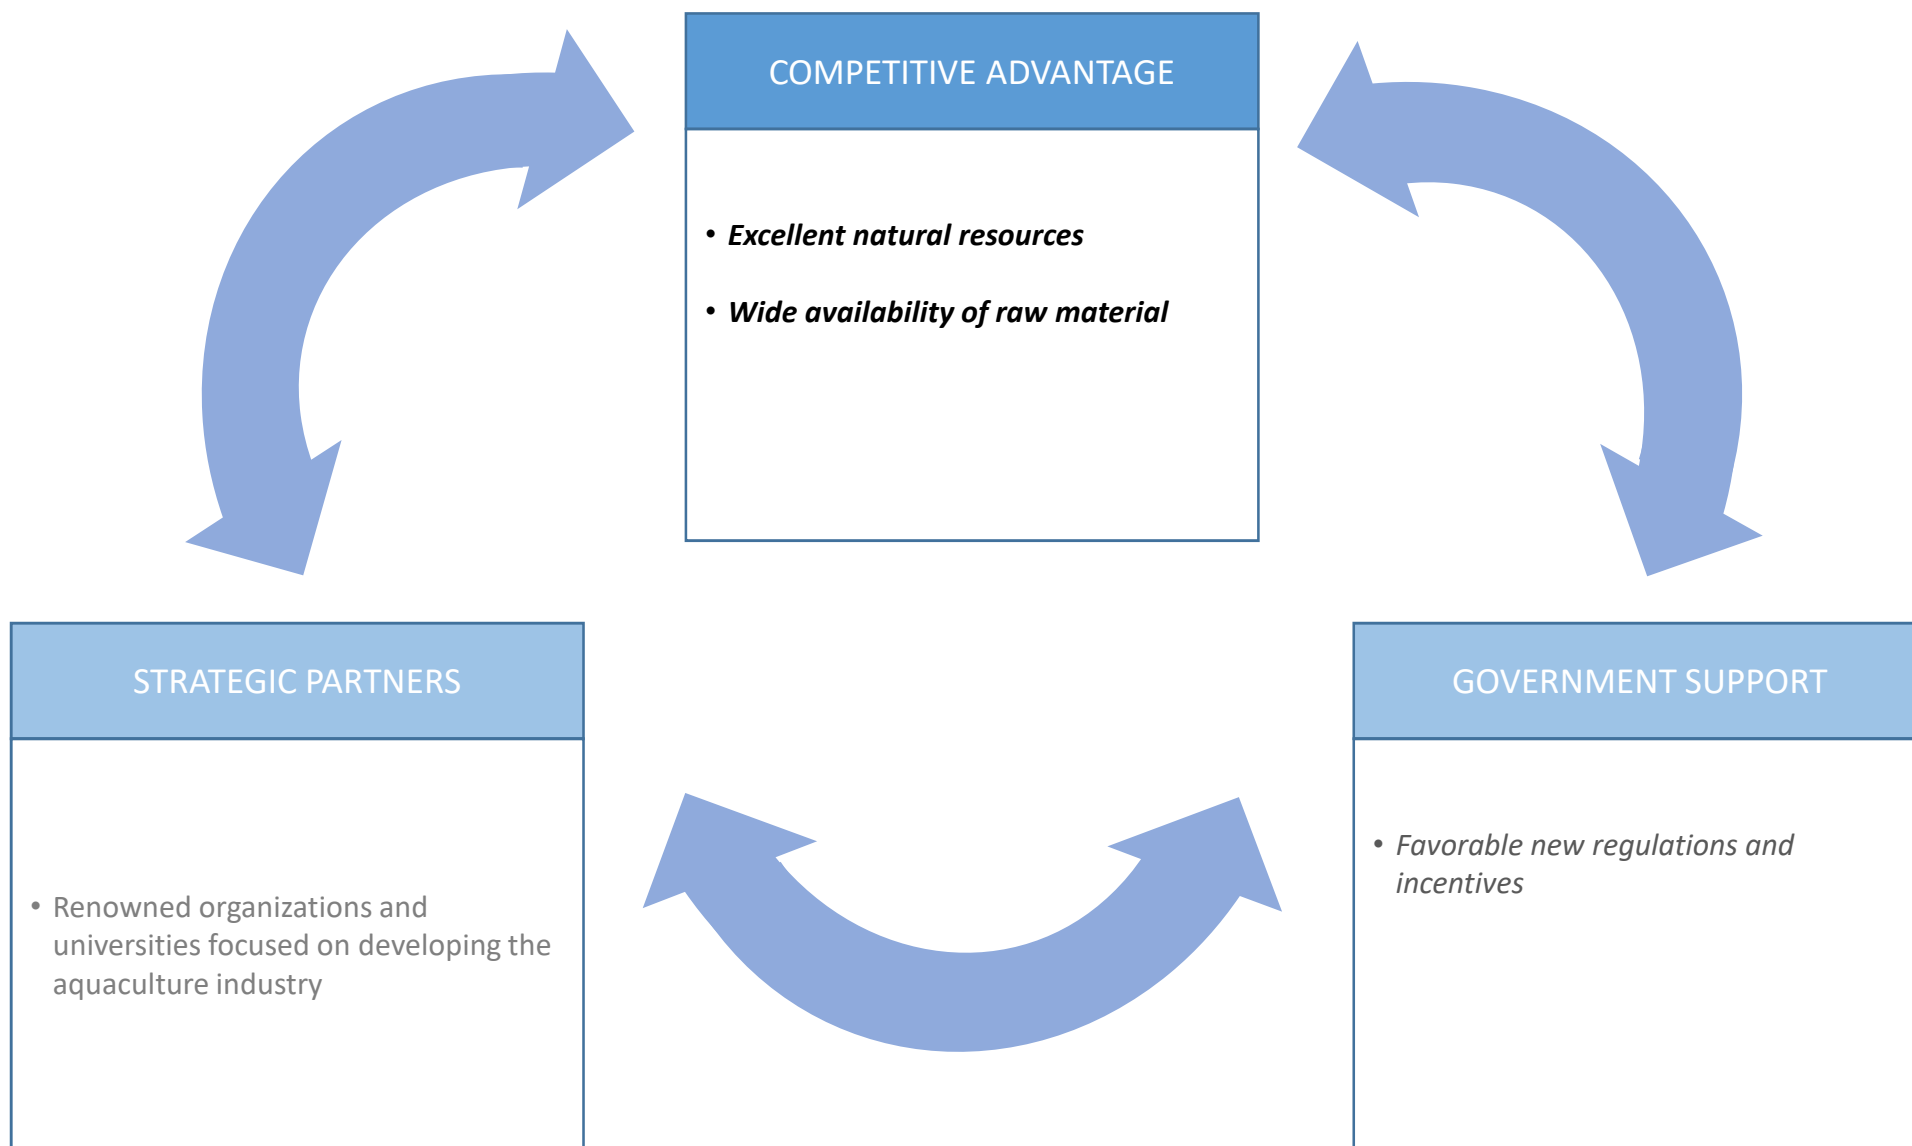 COMPETITIVE ADVANTAGE
• Excellent natural resources
• Wide availability of raw material
STRATEGIC PARTNERS
• Renowned organizations and
universities focused on developing the
aquaculture industry
GOVERNMENT SUPPORT
• Favorable new regulations and
incentives